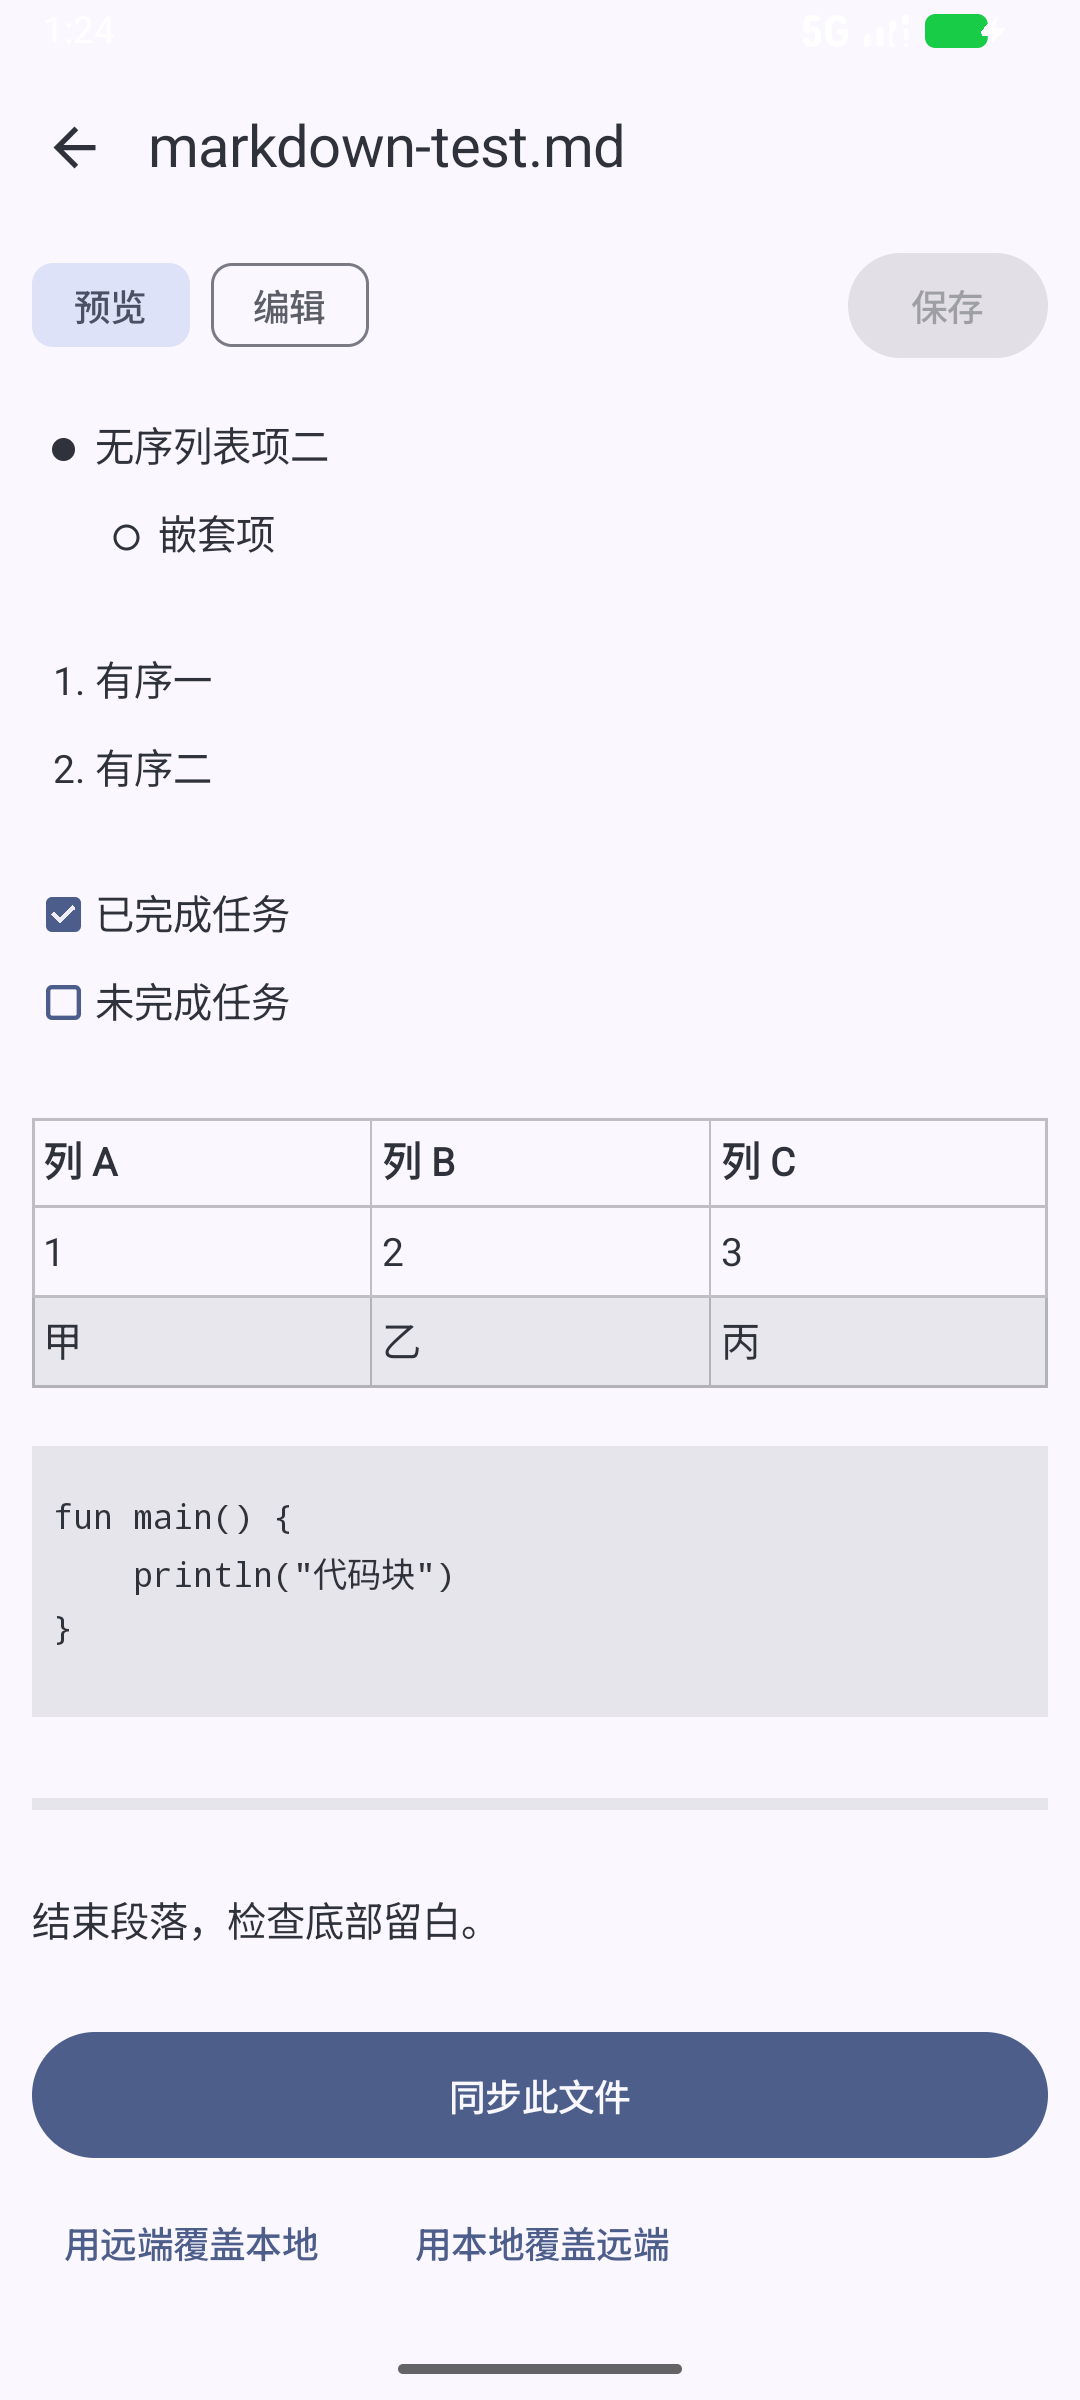 1:24 5G
markdown-test.md
预览 编辑 保存
无序列表项二
嵌套项
1. 有序一
2. 有序二
已完成任务
未完成任务
列 A 列 B 列 C
1 2 3
甲 乙 丙
fun main() {
    println("代码块")
}
结束段落，检查底部留白。
同步此文件
用远端覆盖本地 用本地覆盖远端